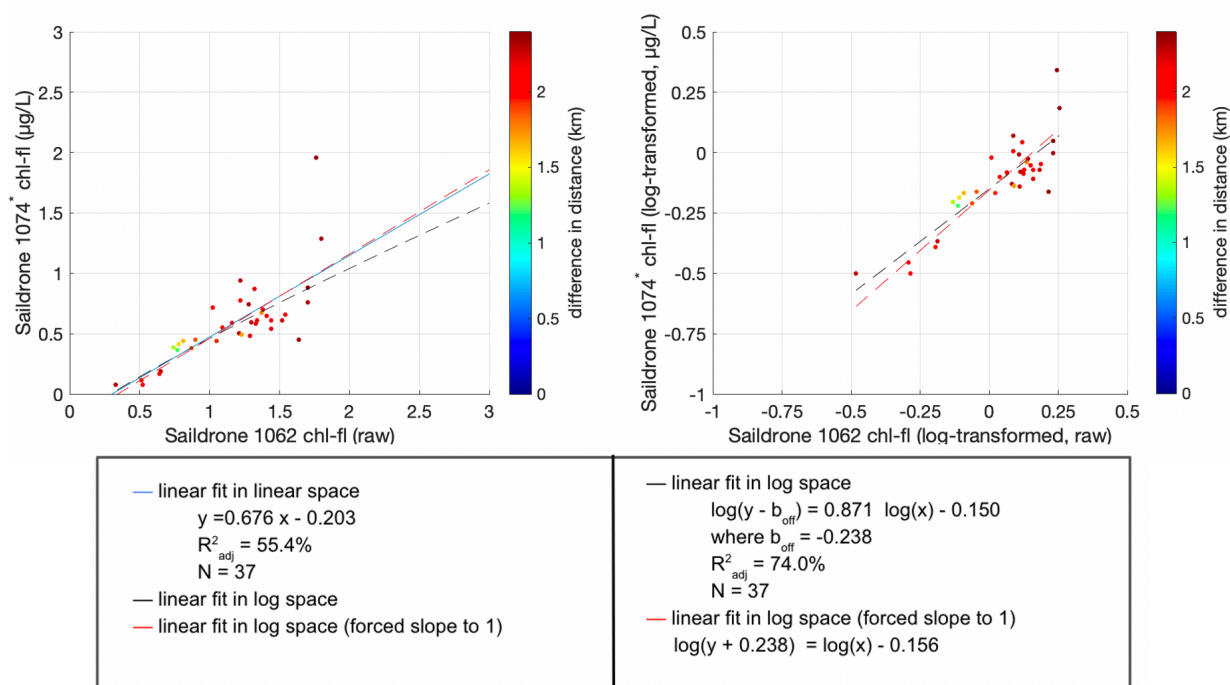 3
2.5
2
1.5
1
0.5
0
0 0.5 1 1.5 2 2.5 3
Saildrone 1074* chl-fl (µg/L)
Saildrone 1062 chl-fl (raw)
2
1.5
1
0.5
0
difference in distance (km)
0.5
0.25
0
-0.25
-0.5
-0.75
-1
-1 -0.75 -0.5 -0.25 0 0.25 0.5
Saildrone 1074* chl-fl (log-transformed, µg/L)
Saildrone 1062 chl-fl (log-transformed, raw)
2
1.5
1
0.5
0
difference in distance (km)
linear fit in linear space
y =0.676 x - 0.203
R²adj = 55.4%
N = 37
linear fit in log space
linear fit in log space (forced slope to 1)
linear fit in log space
log(y - boff) = 0.871 log(x) - 0.150
where boff = -0.238
R²adj = 74.0%
N = 37
linear fit in log space (forced slope to 1)
log(y + 0.238) = log(x) - 0.156